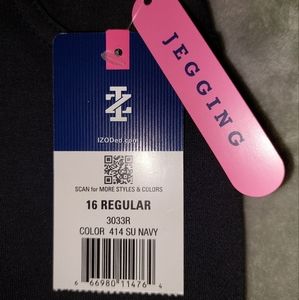 JEGGING
IZ
IZODed.com
SCAN for MORE STYLES & COLORS
16 REGULAR
3033R
COLOR 414 SU NAVY
6 66980 11476 4